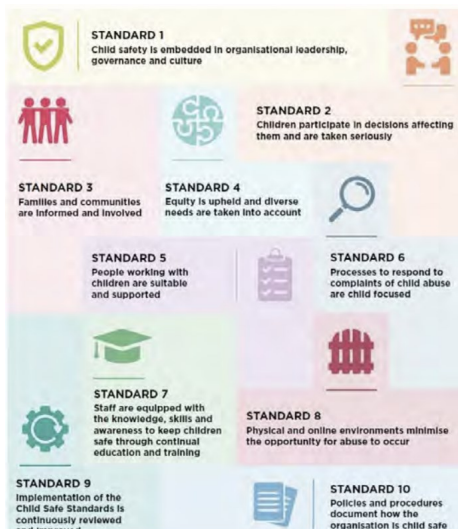 STANDARD 1
Child safety is embedded in organisational leadership,
governance and culture
STANDARD 2
Children participate in decisions affecting
them and are taken seriously
STANDARD 3
Families and communities
are informed and involved
STANDARD 4
Equity is upheld and diverse
needs are taken into account
STANDARD 5
People working with
children are suitable
and supported
STANDARD 6
Processes to respond to
complaints of child abuse
are child focused
STANDARD 7
Staff are equipped with
the knowledge, skills and
awareness to keep children
safe through continual
education and training
STANDARD 8
Physical and online environments minimise
the opportunity for abuse to occur
STANDARD 9
Implementation of the
Child Safe Standards is
continuously reviewed
STANDARD 10
Policies and procedures
document how the
organisation is child safe